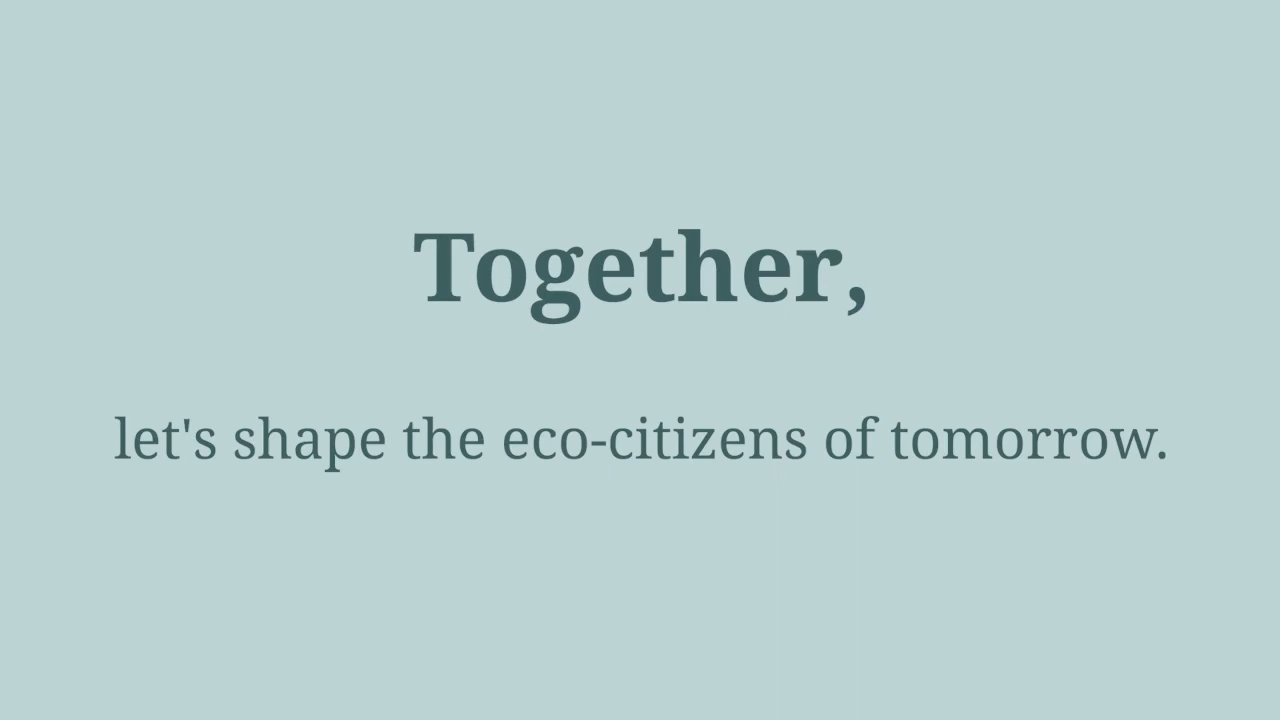 Together,
let's shape the eco-citizens of tomorrow.